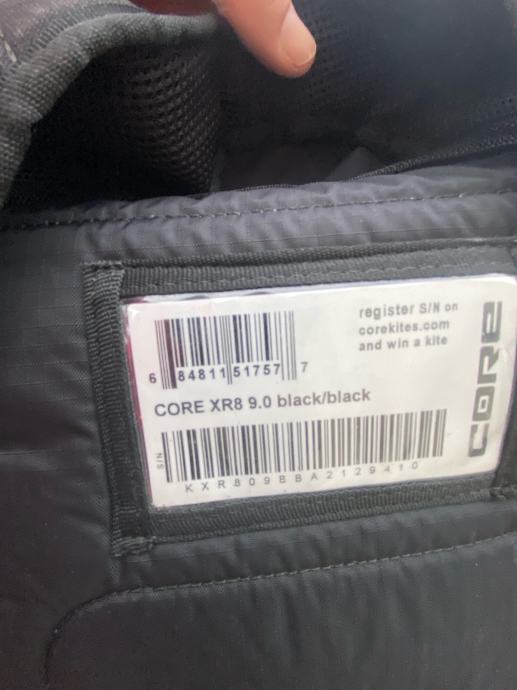 register S/N on
corekites.com
and win a kite
6 84811 51757 7
CORE XR8 9.0 black/black
S/N
KXR809BBA2129410
CORE